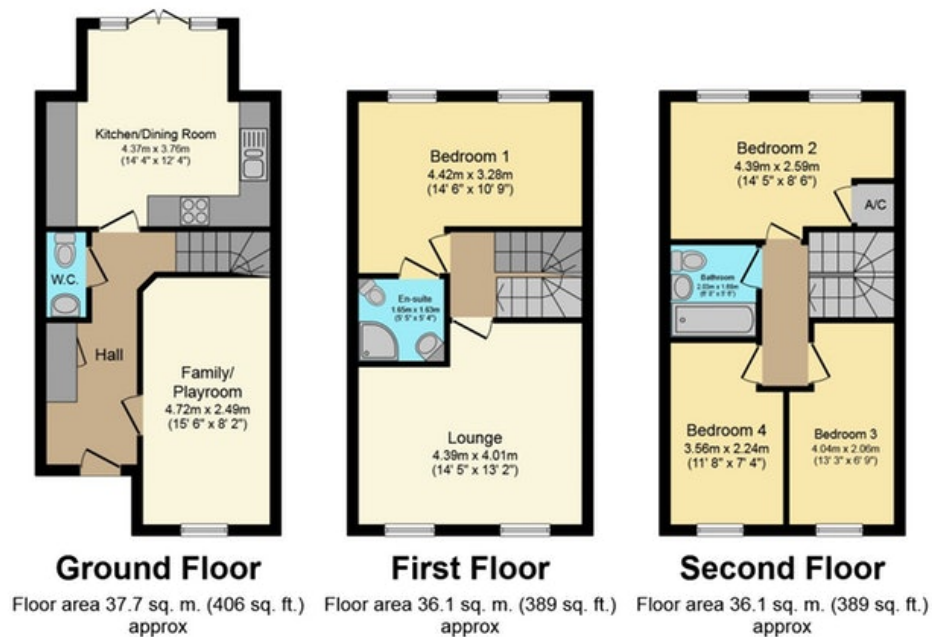 Kitchen/Dining Room
4.37m x 3.76m
(14' 4" x 12' 4")
W.C.
Hall
Family/
Playroom
4.72m x 2.49m
(15' 6" x 8' 2")
Ground Floor
Floor area 37.7 sq. m. (406 sq. ft.)
approx
Bedroom 1
4.42m x 3.28m
(14' 6" x 10' 9")
En-suite
1.65m x 1.63m
(5' 5" x 5' 4")
Lounge
4.39m x 4.01m
(14' 5" x 13' 2")
First Floor
Floor area 36.1 sq. m. (389 sq. ft.)
approx
Bedroom 2
4.39m x 2.59m
(14' 5" x 8' 6")
A/C
Bathroom
Bedroom 4
3.56m x 2.24m
(11' 8" x 7' 4")
Bedroom 3
4.04m x 2.06m
(13' 3" x 6' 9")
Second Floor
Floor area 36.1 sq. m. (389 sq. ft.)
approx